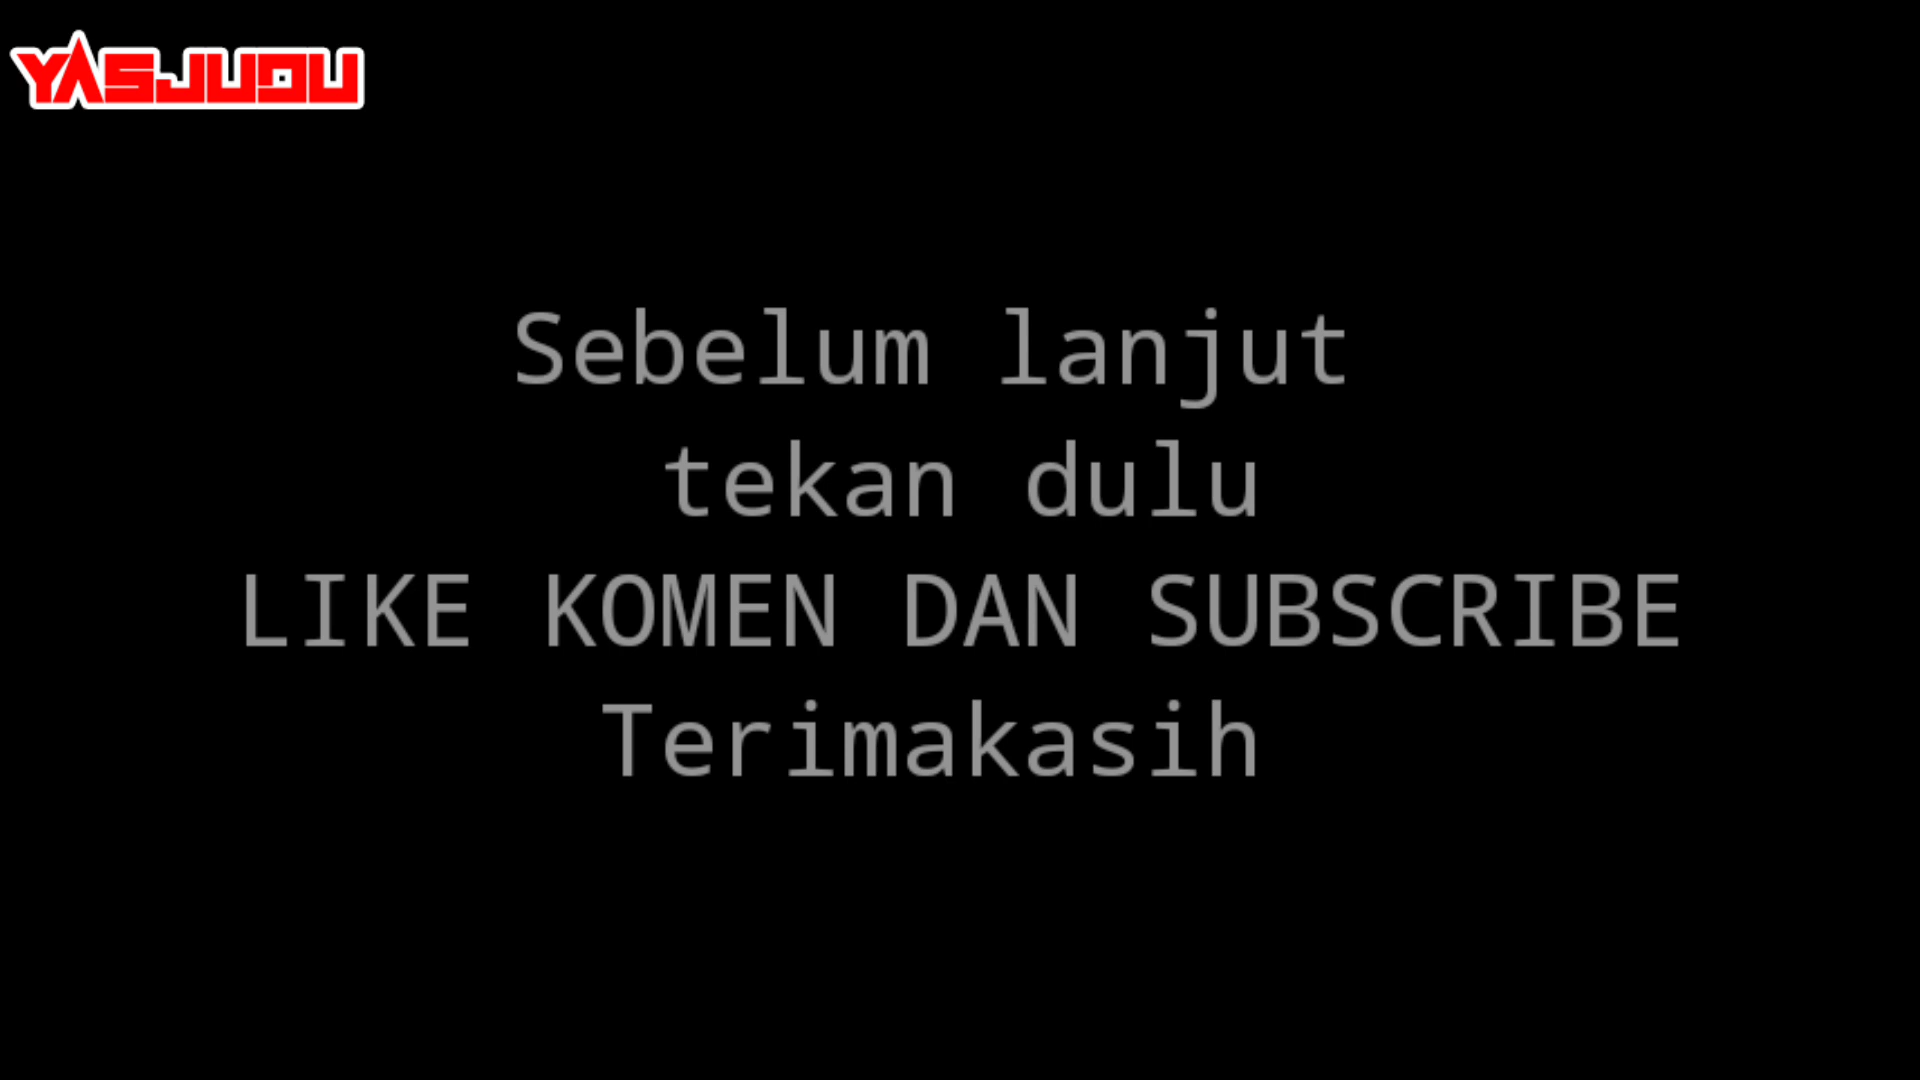 YASJUDU
Sebelum lanjut
tekan dulu
LIKE KOMEN DAN SUBSCRIBE
Terimakasih